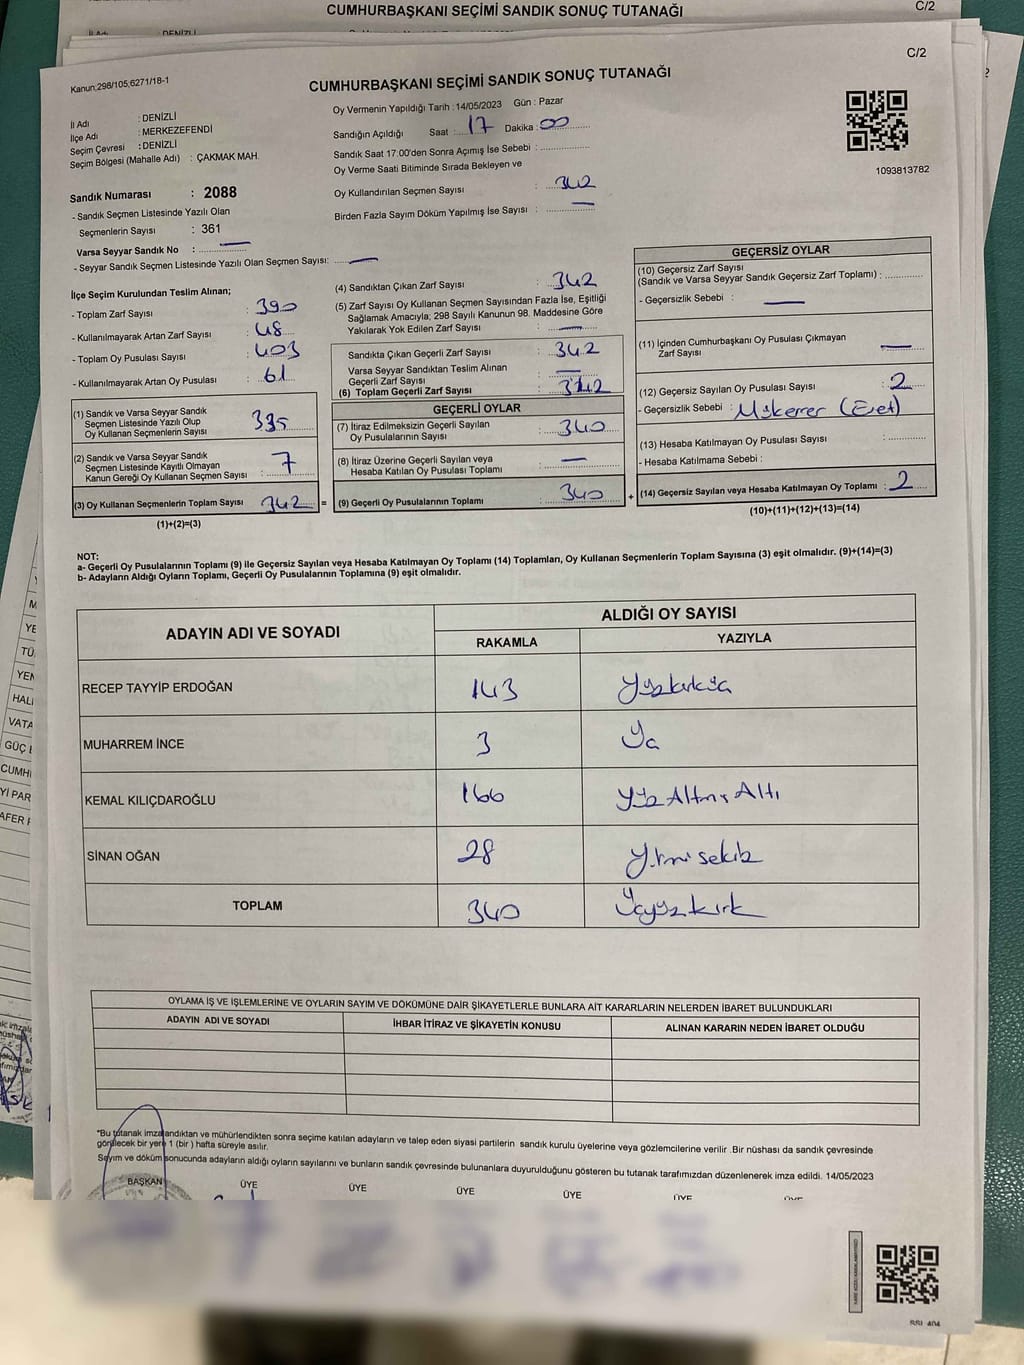 CUMHURBAŞKANI SEÇİMİ SANDIK SONUÇ TUTANAĞI
C/2
İl Adı
DENİZLİ
C/2
Kanun;298/105;6271/18-1
CUMHURBAŞKANI SEÇİMİ SANDIK SONUÇ TUTANAĞI
İl Adı : DENİZLİ
İlçe Adı : MERKEZEFENDİ
Seçim Çevresi : DENİZLİ
Seçim Bölgesi (Mahalle Adı) : ÇAKMAK MAH.
Oy Vermenin Yapıldığı Tarih : 14/05/2023 Gün : Pazar
Sandığın Açıldığı Saat : 17 Dakika : 00
Sandık Saat 17:00'den Sonra Açımış İse Sebebi :
Oy Verme Saati Bitiminde Sırada Bekleyen ve
Oy Kullandırılan Seçmen Sayısı : 342
Birden Fazla Sayım Döküm Yapılmış İse Sayısı : —
1093813782
Sandık Numarası : 2088
- Sandık Seçmen Listesinde Yazılı Olan
Seçmenlerin Sayısı : 361
Varsa Seyyar Sandık No : —
- Seyyar Sandık Seçmen Listesinde Yazılı Olan Seçmen Sayısı: —
İlçe Seçim Kurulundan Teslim Alınan;
- Toplam Zarf Sayısı : 390
- Kullanılmayarak Artan Zarf Sayısı : 48
- Toplam Oy Pusulası Sayısı : 403
- Kullanılmayarak Artan Oy Pusulası : 61
(1) Sandık ve Varsa Seyyar Sandık
Seçmen Listesinde Yazılı Olup
Oy Kullanan Seçmenlerin Sayısı 335
(2) Sandık ve Varsa Seyyar Sandık
Seçmen Listesinde Kayıtlı Olmayan
Kanun Gereği Oy Kullanan Seçmen Sayısı : 7
(3) Oy Kullanan Seçmenlerin Toplam Sayısı 342 =
(1)+(2)=(3)
(4) Sandıktan Çıkan Zarf Sayısı : 342
(5) Zarf Sayısı Oy Kullanan Seçmen Sayısından Fazla İse, Eşitliği
Sağlamak Amacıyla; 298 Sayılı Kanunun 98. Maddesine Göre
Yakılarak Yok Edilen Zarf Sayısı : —
Sandıkta Çıkan Geçerli Zarf Sayısı : 342
Varsa Seyyar Sandıktan Teslim Alınan
Geçerli Zarf Sayısı : —
(6) Toplam Geçerli Zarf Sayısı : 342
GEÇERLİ OYLAR
(7) İtiraz Edilmeksizin Geçerli Sayılan
Oy Pusulalarının Sayısı : 340
(8) İtiraz Üzerine Geçerli Sayılan veya
Hesaba Katılan Oy Pusulası Toplamı : —
(9) Geçerli Oy Pusulalarının Toplamı : 340 +
GEÇERSİZ OYLAR
(10) Geçersiz Zarf Sayısı
(Sandık ve Varsa Seyyar Sandık Geçersiz Zarf Toplamı) :
- Geçersizlik Sebebi : —
(11) İçinden Cumhurbaşkanı Oy Pusulası Çıkmayan
Zarf Sayısı —
(12) Geçersiz Sayılan Oy Pusulası Sayısı : 2
- Geçersizlik Sebebi : Mükerrer (Evet)
(13) Hesaba Katılmayan Oy Pusulası Sayısı :
- Hesaba Katılmama Sebebi :
(14) Geçersiz Sayılan veya Hesaba Katılmayan Oy Toplamı : 2
(10)+(11)+(12)+(13)=(14)
NOT:
a- Geçerli Oy Pusulalarının Toplamı (9) ile Geçersiz Sayılan veya Hesaba Katılmayan Oy Toplamı (14) Toplamları, Oy Kullanan Seçmenlerin Toplam Sayısına (3) eşit olmalıdır. (9)+(14)=(3)
b- Adayların Aldığı Oyların Toplamı, Geçerli Oy Pusulalarının Toplamına (9) eşit olmalıdır.
ADAYIN ADI VE SOYADI
ALDIĞI OY SAYISI
RAKAMLA YAZIYLA
RECEP TAYYİP ERDOĞAN 143 Yüzkırküç
MUHARREM İNCE 3 Üç
KEMAL KILIÇDAROĞLU 166 Yüz Altmış Altı
SİNAN OĞAN 28 Yirmi sekiz
TOPLAM 340 Üçyüz kırk
OYLAMA İŞ VE İŞLEMLERİNE VE OYLARIN SAYIM VE DÖKÜMÜNE DAİR ŞİKAYETLERLE BUNLARA AİT KARARLARIN NELERDEN İBARET BULUNDUKLARI
ADAYIN ADI VE SOYADI İHBAR İTİRAZ VE ŞİKAYETİN KONUSU ALINAN KARARIN NEDEN İBARET OLDUĞU
*Bu tutanak imzalandıktan ve mühürlendikten sonra seçime katılan adayların ve talep eden siyasi partilerin sandık kurulu üyelerine veya gözlemcilerine verilir .Bir nüshası da sandık çevresinde
görülecek bir yere 1 (bir ) hafta süreyle asılır.
Sayım ve döküm sonucunda adayların aldığı oyların sayılarını ve bunların sandık çevresinde bulunanlara duyurulduğunu gösteren bu tutanak tarafımızdan düzenlenerek imza edildi. 14/05/2023
BAŞKAN ÜYE ÜYE ÜYE ÜYE ÜYE